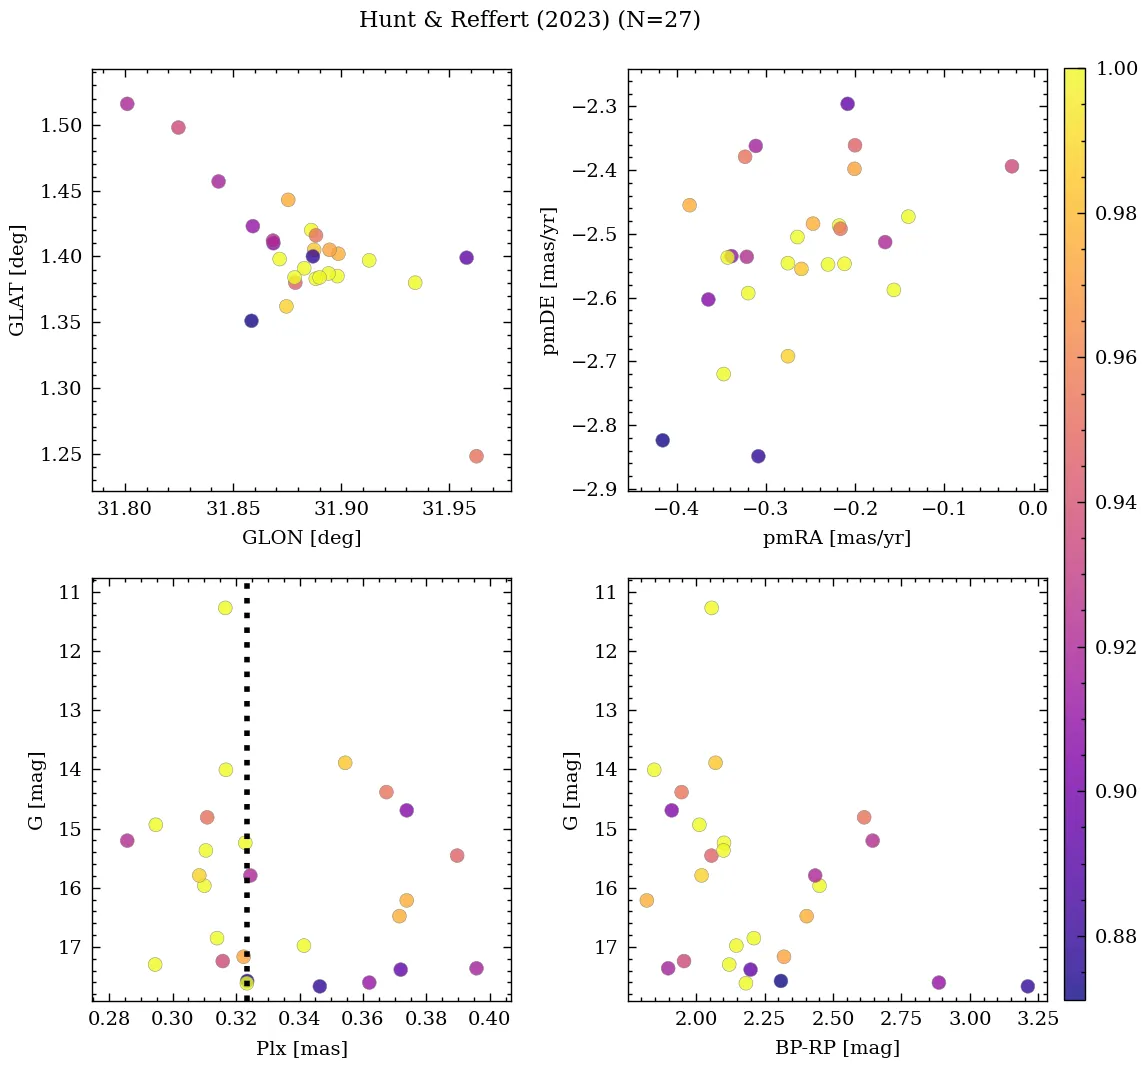 Hunt & Reffert (2023) (N=27)
1.50
1.45
1.40
1.35
1.30
1.25
GLAT [deg]
31.80 31.85 31.90 31.95
GLON [deg]
−2.3
−2.4
−2.5
−2.6
−2.7
−2.8
−2.9
pmDE [mas/yr]
−0.4 −0.3 −0.2 −0.1 0.0
pmRA [mas/yr]
11
12
13
14
15
16
17
G [mag]
0.28 0.30 0.32 0.34 0.36 0.38 0.40
Plx [mas]
11
12
13
14
15
16
17
G [mag]
2.00 2.25 2.50 2.75 3.00 3.25
BP-RP [mag]
1.00
0.98
0.96
0.94
0.92
0.90
0.88